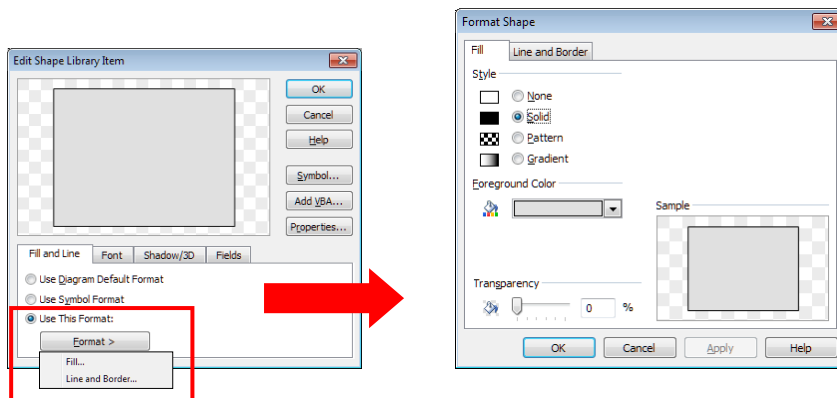 Edit Shape Library Item
OK
Cancel
Help
Symbol...
Add VBA...
Properties...
Fill and Line Font Shadow/3D Fields
Use Diagram Default Format
Use Symbol Format
Use This Format:
Format >
Fill...
Line and Border...
Format Shape
Fill Line and Border
Style
None
Solid
Pattern
Gradient
Foreground Color
Sample
Transparency
0 %
OK Cancel Apply Help